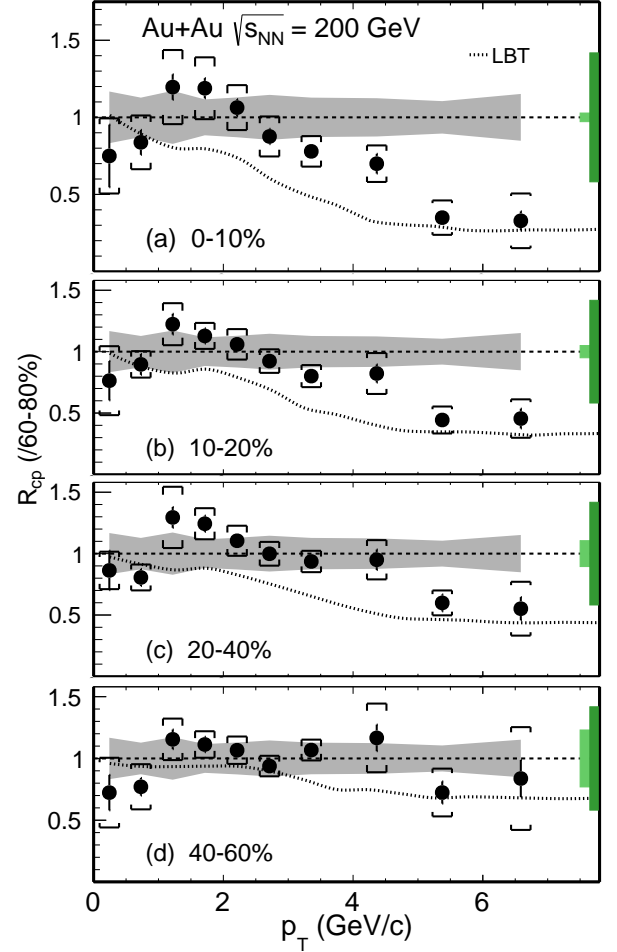 Au+Au √s_NN = 200 GeV
LBT
1.5
1
0.5
(a) 0-10%
1.5
1
0.5
(b) 10-20%
1.5
1
0.5
(c) 20-40%
1.5
1
0.5
(d) 40-60%
R_cp (/60-80%)
0 2 4 6
p_T (GeV/c)